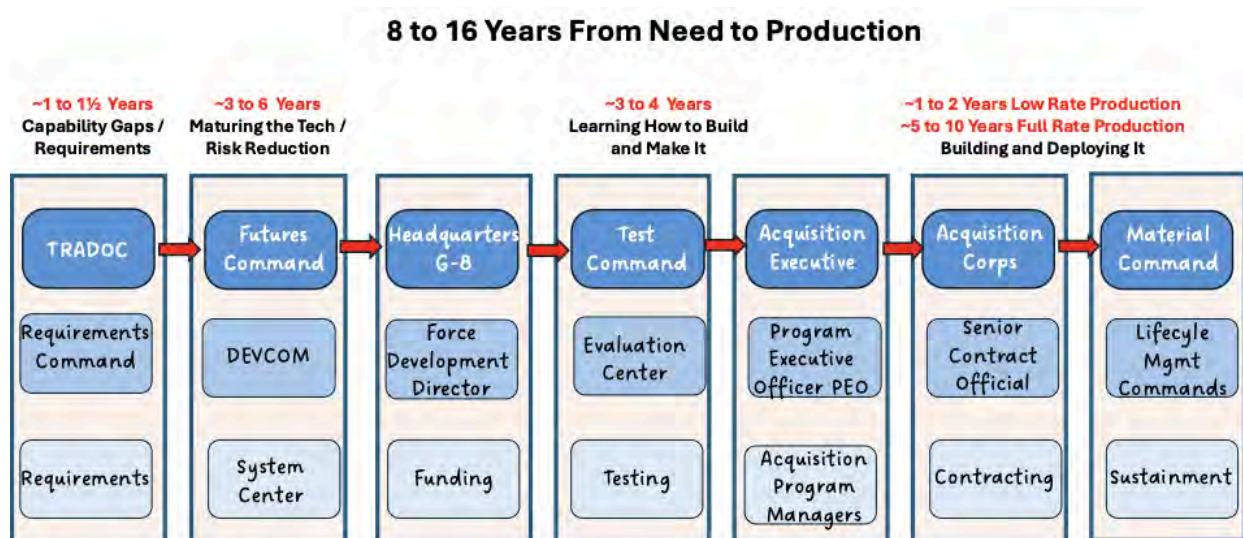 8 to 16 Years From Need to Production
~1 to 1½ Years
Capability Gaps /
Requirements
~3 to 6 Years
Maturing the Tech /
Risk Reduction
~3 to 4 Years
Learning How to Build
and Make It
~1 to 2 Years Low Rate Production
~5 to 10 Years Full Rate Production
Building and Deploying It
TRADOC
Futures
Command
Headquarters
G-8
Test
Command
Acquisition
Executive
Acquisition
Corps
Material
Command
Requirements
Command
DEVCOM
Force
Development
Director
Evaluation
Center
Program
Executive
Officer PEO
Senior
Contract
Official
Lifecyle
Mgmt
Commands
Requirements
System
Center
Funding
Testing
Acquisition
Program
Managers
Contracting
Sustainment